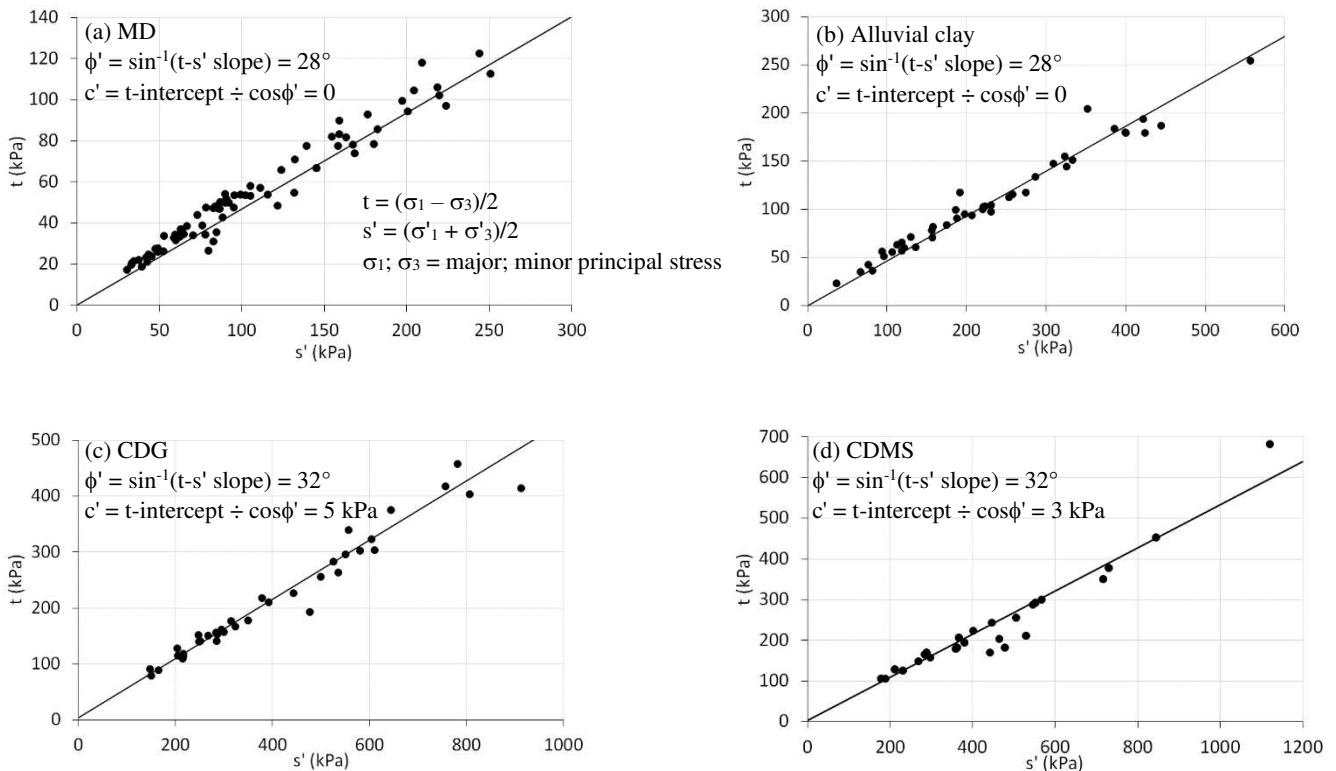 (a) MD
ϕ' = sin⁻¹(t-s' slope) = 28°
c' = t-intercept ÷ cosϕ' = 0
t = (σ₁ – σ₃)/2
s' = (σ'₁ + σ'₃)/2
σ₁; σ₃ = major; minor principal stress
t (kPa)
140
120
100
80
60
40
20
0
0 50 100 150 200 250 300
s' (kPa)
(b) Alluvial clay
ϕ' = sin⁻¹(t-s' slope) = 28°
c' = t-intercept ÷ cosϕ' = 0
t (kPa)
300
250
200
150
100
50
0
0 100 200 300 400 500 600
s' (kPa)
(c) CDG
ϕ' = sin⁻¹(t-s' slope) = 32°
c' = t-intercept ÷ cosϕ' = 5 kPa
t (kPa)
500
400
300
200
100
0
0 200 400 600 800 1000
s' (kPa)
(d) CDMS
ϕ' = sin⁻¹(t-s' slope) = 32°
c' = t-intercept ÷ cosϕ' = 3 kPa
t (kPa)
700
600
500
400
300
200
100
0
0 200 400 600 800 1000 1200
s' (kPa)